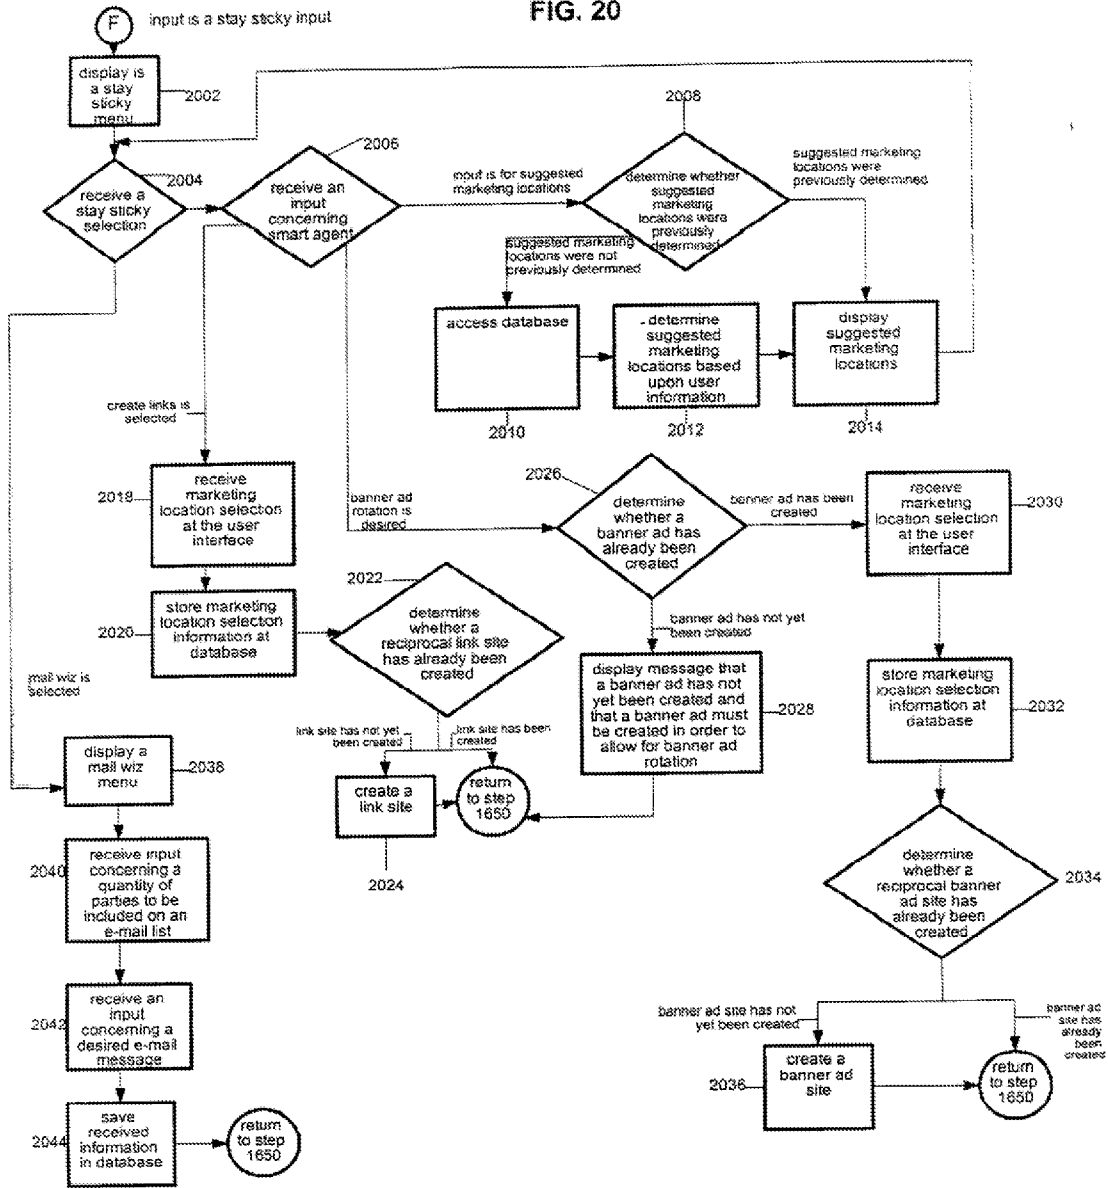 FIG. 20
F
input is a stay sticky input
display is
a stay
sticky
menu
2002
receive a
stay sticky
selection
2004
receive an
input
concerning
smart agent
2006
input is for suggested
marketing locations
2008
determine whether
suggested
marketing
locations were
previously
determined
suggested marketing
locations were
previously determined
suggested marketing
locations were not
previously determined
access database
2010
determine
suggested
marketing
locations based
upon user
information
2012
display
suggested
marketing
locations
2014
create links is
selected
2018
receive
marketing
location selection
at the user
interface
2020
store marketing
location selection
information at
database
banner ad
rotation is
desired
2022
determine
whether a
reciprocal link site
has already been
created
link site has not yet
been created
link site has been
created
create a
link site
2024
return
to step
1650
2026
determine
whether a
banner ad has
already been
created
banner ad has been
created
banner ad has not yet
been created
display message that
a banner ad has not
yet been created and
that a banner ad must
be created in order to
allow for banner ad
rotation
2028
receive
marketing
location selection
at the user
interface
2030
store marketing
location selection
information at
database
2032
determine
whether a
reciprocal banner
ad site has
already been
created
2034
banner ad site has not
yet been created
banner ad
site has
already
been
created
create a
banner ad
site
2036
return
to step
1650
mail wiz is
selected
display a
mail wiz
menu
2038
receive input
concerning a
quantity of
parties to be
included on an
e-mail list
2040
receive an
input
concerning a
desired e-mail
message
2042
save
received
information
in database
2044
return
to step
1650